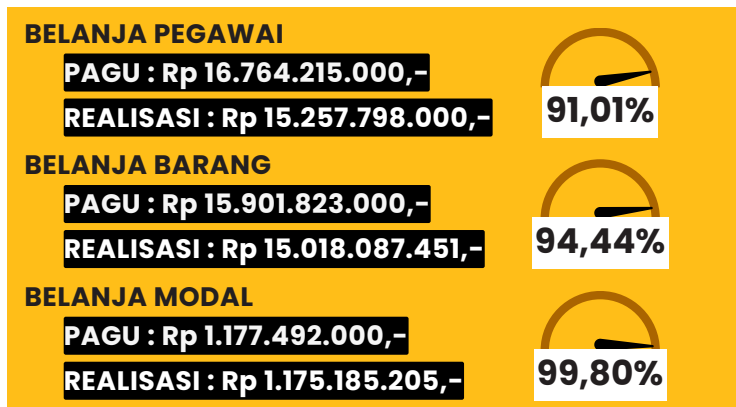 BELANJA PEGAWAI
PAGU : Rp 16.764.215.000,-
REALISASI : Rp 15.257.798.000,-
91,01%
BELANJA BARANG
PAGU : Rp 15.901.823.000,-
REALISASI : Rp 15.018.087.451,-
94,44%
BELANJA MODAL
PAGU : Rp 1.177.492.000,-
REALISASI : Rp 1.175.185.205,-
99,80%